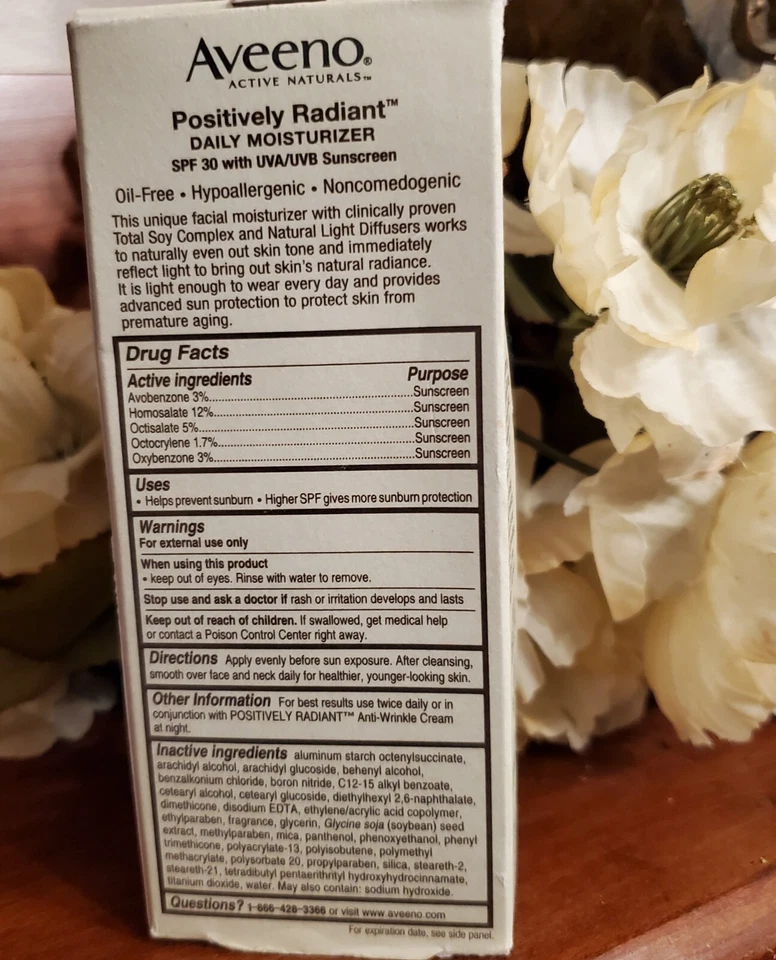 Aveeno®
ACTIVE NATURALS™
Positively Radiant™
DAILY MOISTURIZER
SPF 30 with UVA/UVB Sunscreen
Oil-Free • Hypoallergenic • Noncomedogenic
This unique facial moisturizer with clinically proven
Total Soy Complex and Natural Light Diffusers works
to naturally even out skin tone and immediately
reflect light to bring out skin's natural radiance.
It is light enough to wear every day and provides
advanced sun protection to protect skin from
premature aging.
Drug Facts
Active ingredients Purpose
Avobenzone 3%..........Sunscreen
Homosalate 12%..........Sunscreen
Octisalate 5%..........Sunscreen
Octocrylene 1.7%..........Sunscreen
Oxybenzone 3%..........Sunscreen
Uses
• Helps prevent sunburn • Higher SPF gives more sunburn protection
Warnings
For external use only
When using this product
• keep out of eyes. Rinse with water to remove.
Stop use and ask a doctor if rash or irritation develops and lasts
Keep out of reach of children. If swallowed, get medical help
or contact a Poison Control Center right away.
Directions Apply evenly before sun exposure. After cleansing,
smooth over face and neck daily for healthier, younger-looking skin.
Other Information For best results use twice daily or in
conjunction with POSITIVELY RADIANT™ Anti-Wrinkle Cream
at night.
Inactive ingredients aluminum starch octenylsuccinate,
arachidyl alcohol, arachidyl glucoside, behenyl alcohol,
benzalkonium chloride, boron nitride, C12-15 alkyl benzoate,
cetearyl alcohol, cetearyl glucoside, diethylhexyl 2,6-naphthalate,
dimethicone, disodium EDTA, ethylene/acrylic acid copolymer,
ethylparaben, fragrance, glycerin, Glycine soja (soybean) seed
extract, methylparaben, mica, panthenol, phenoxyethanol, phenyl
trimethicone, polyacrylate-13, polyisobutene, polymethyl
methacrylate, polysorbate 20, propylparaben, silica, steareth-2,
steareth-21, tetradibutyl pentaerithrityl hydroxyhydrocinnamate,
titanium dioxide, water. May also contain: sodium hydroxide.
Questions? 1-866-428-3366 or visit www.aveeno.com
For expiration date, see side panel.